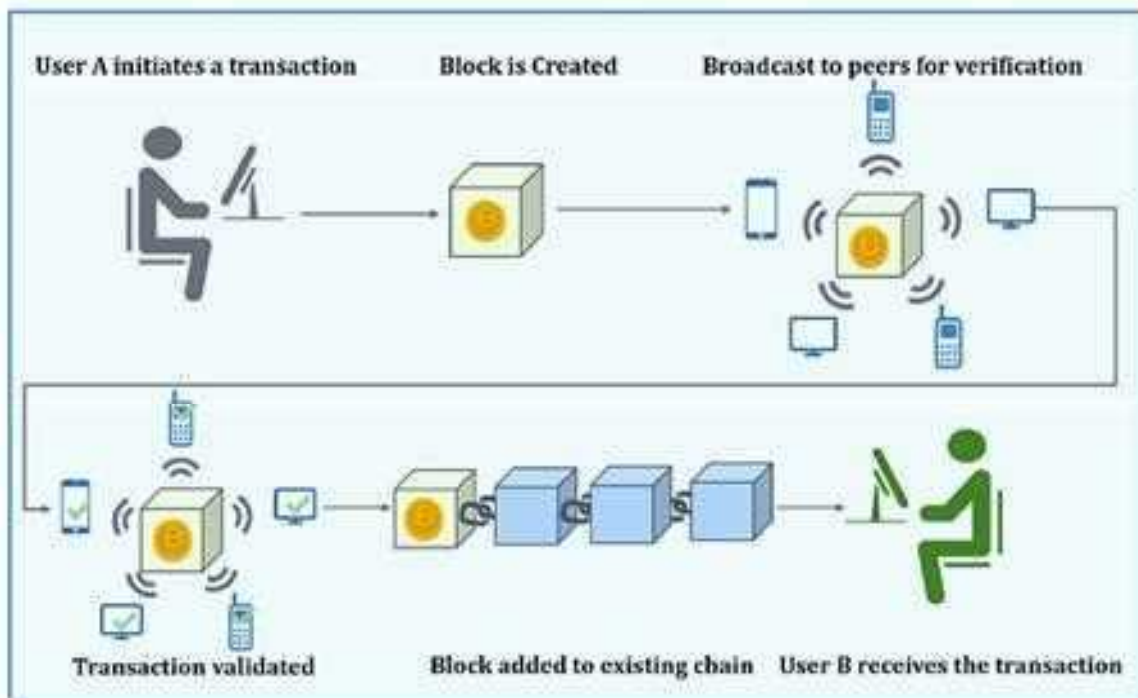 User A initiates a transaction
Block is Created
Broadcast to peers for verification
Transaction validated
Block added to existing chain
User B receives the transaction